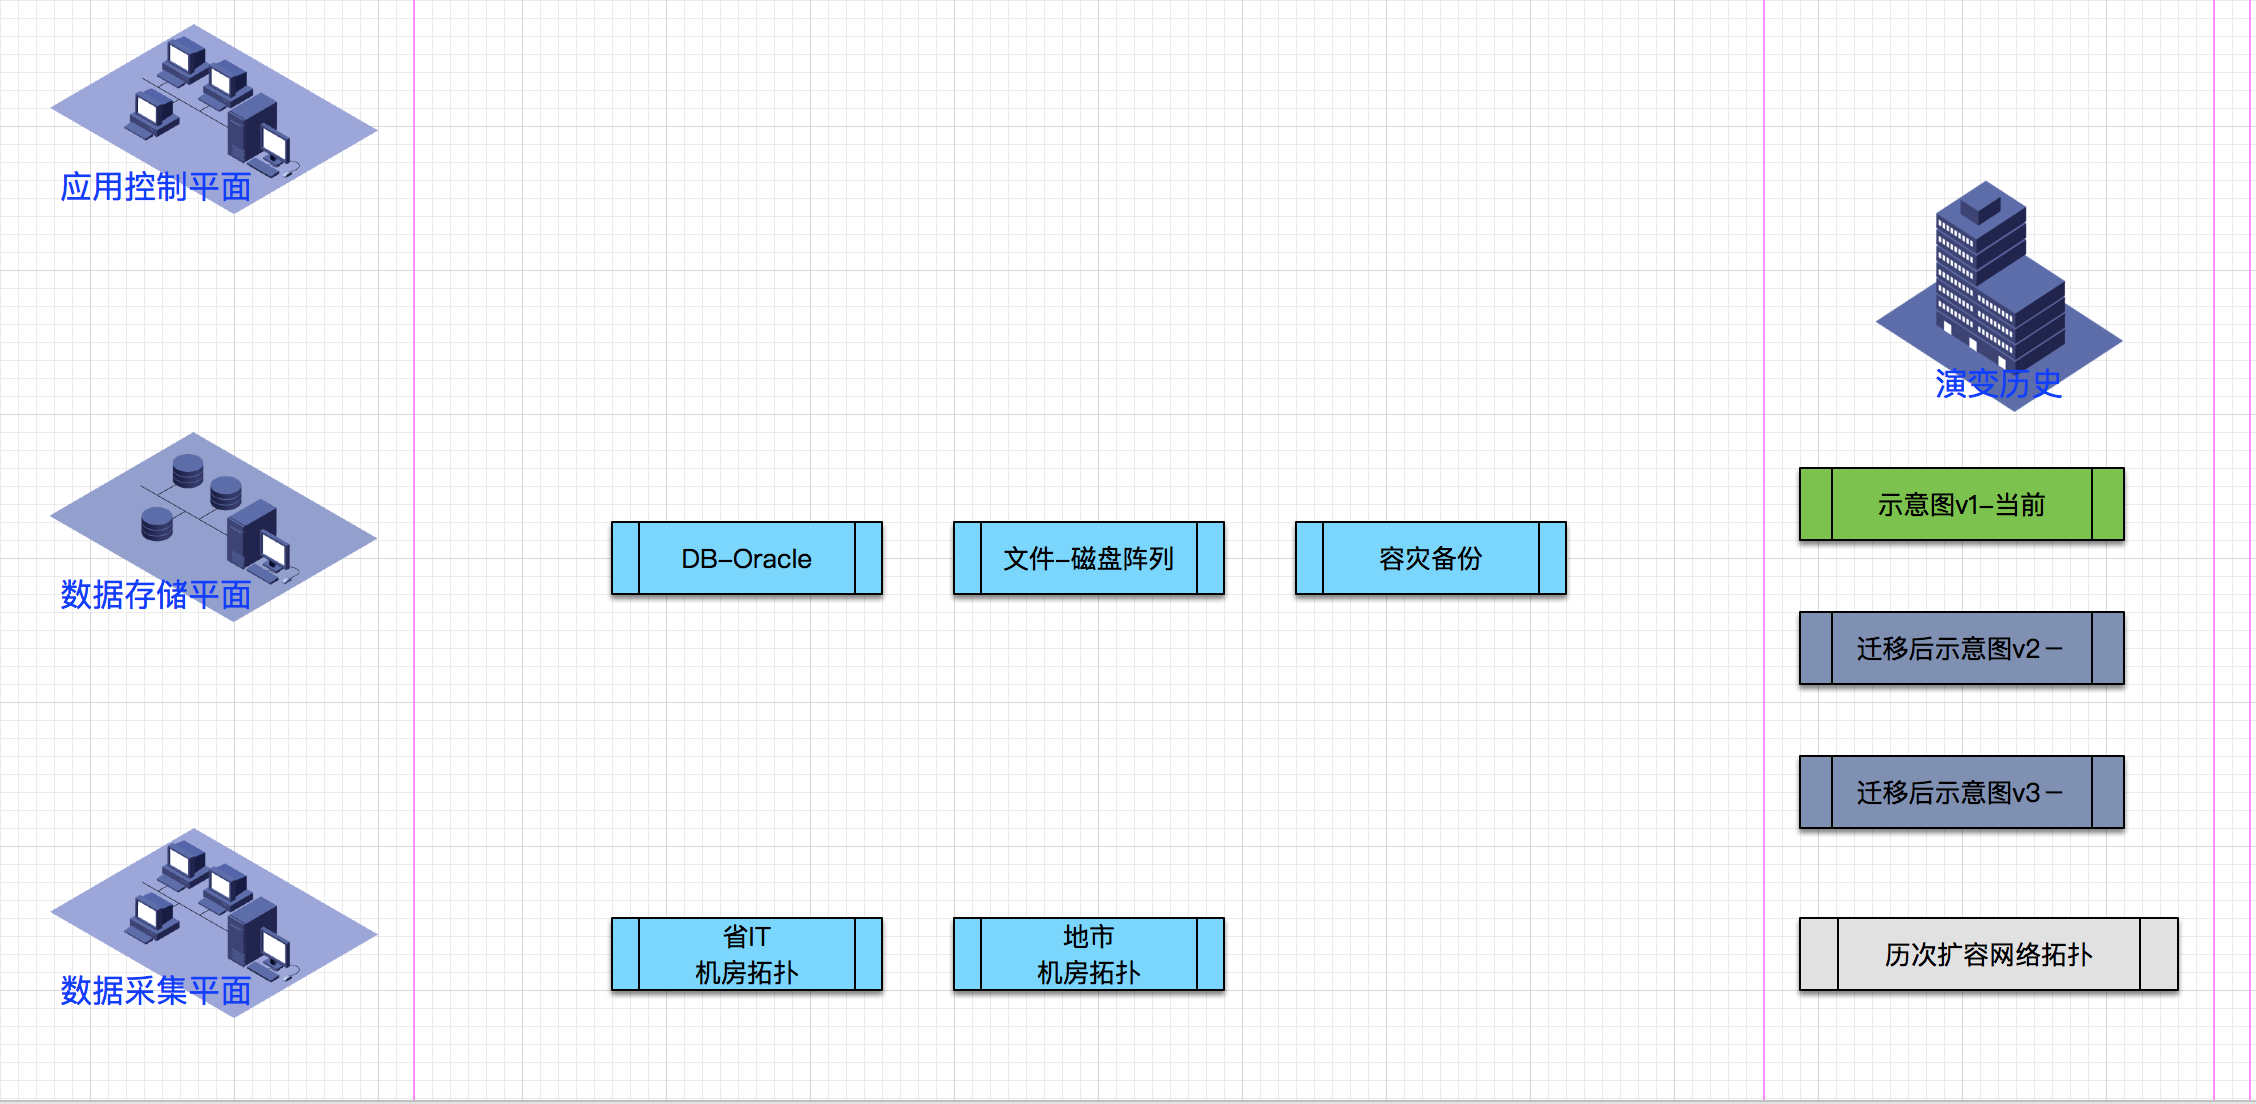 应用控制平面
演变历史
数据存储平面
DB-Oracle
文件-磁盘阵列
容灾备份
示意图v1-当前
迁移后示意图v2-
迁移后示意图v3-
数据采集平面
省IT
机房拓扑
地市
机房拓扑
历次扩容网络拓扑